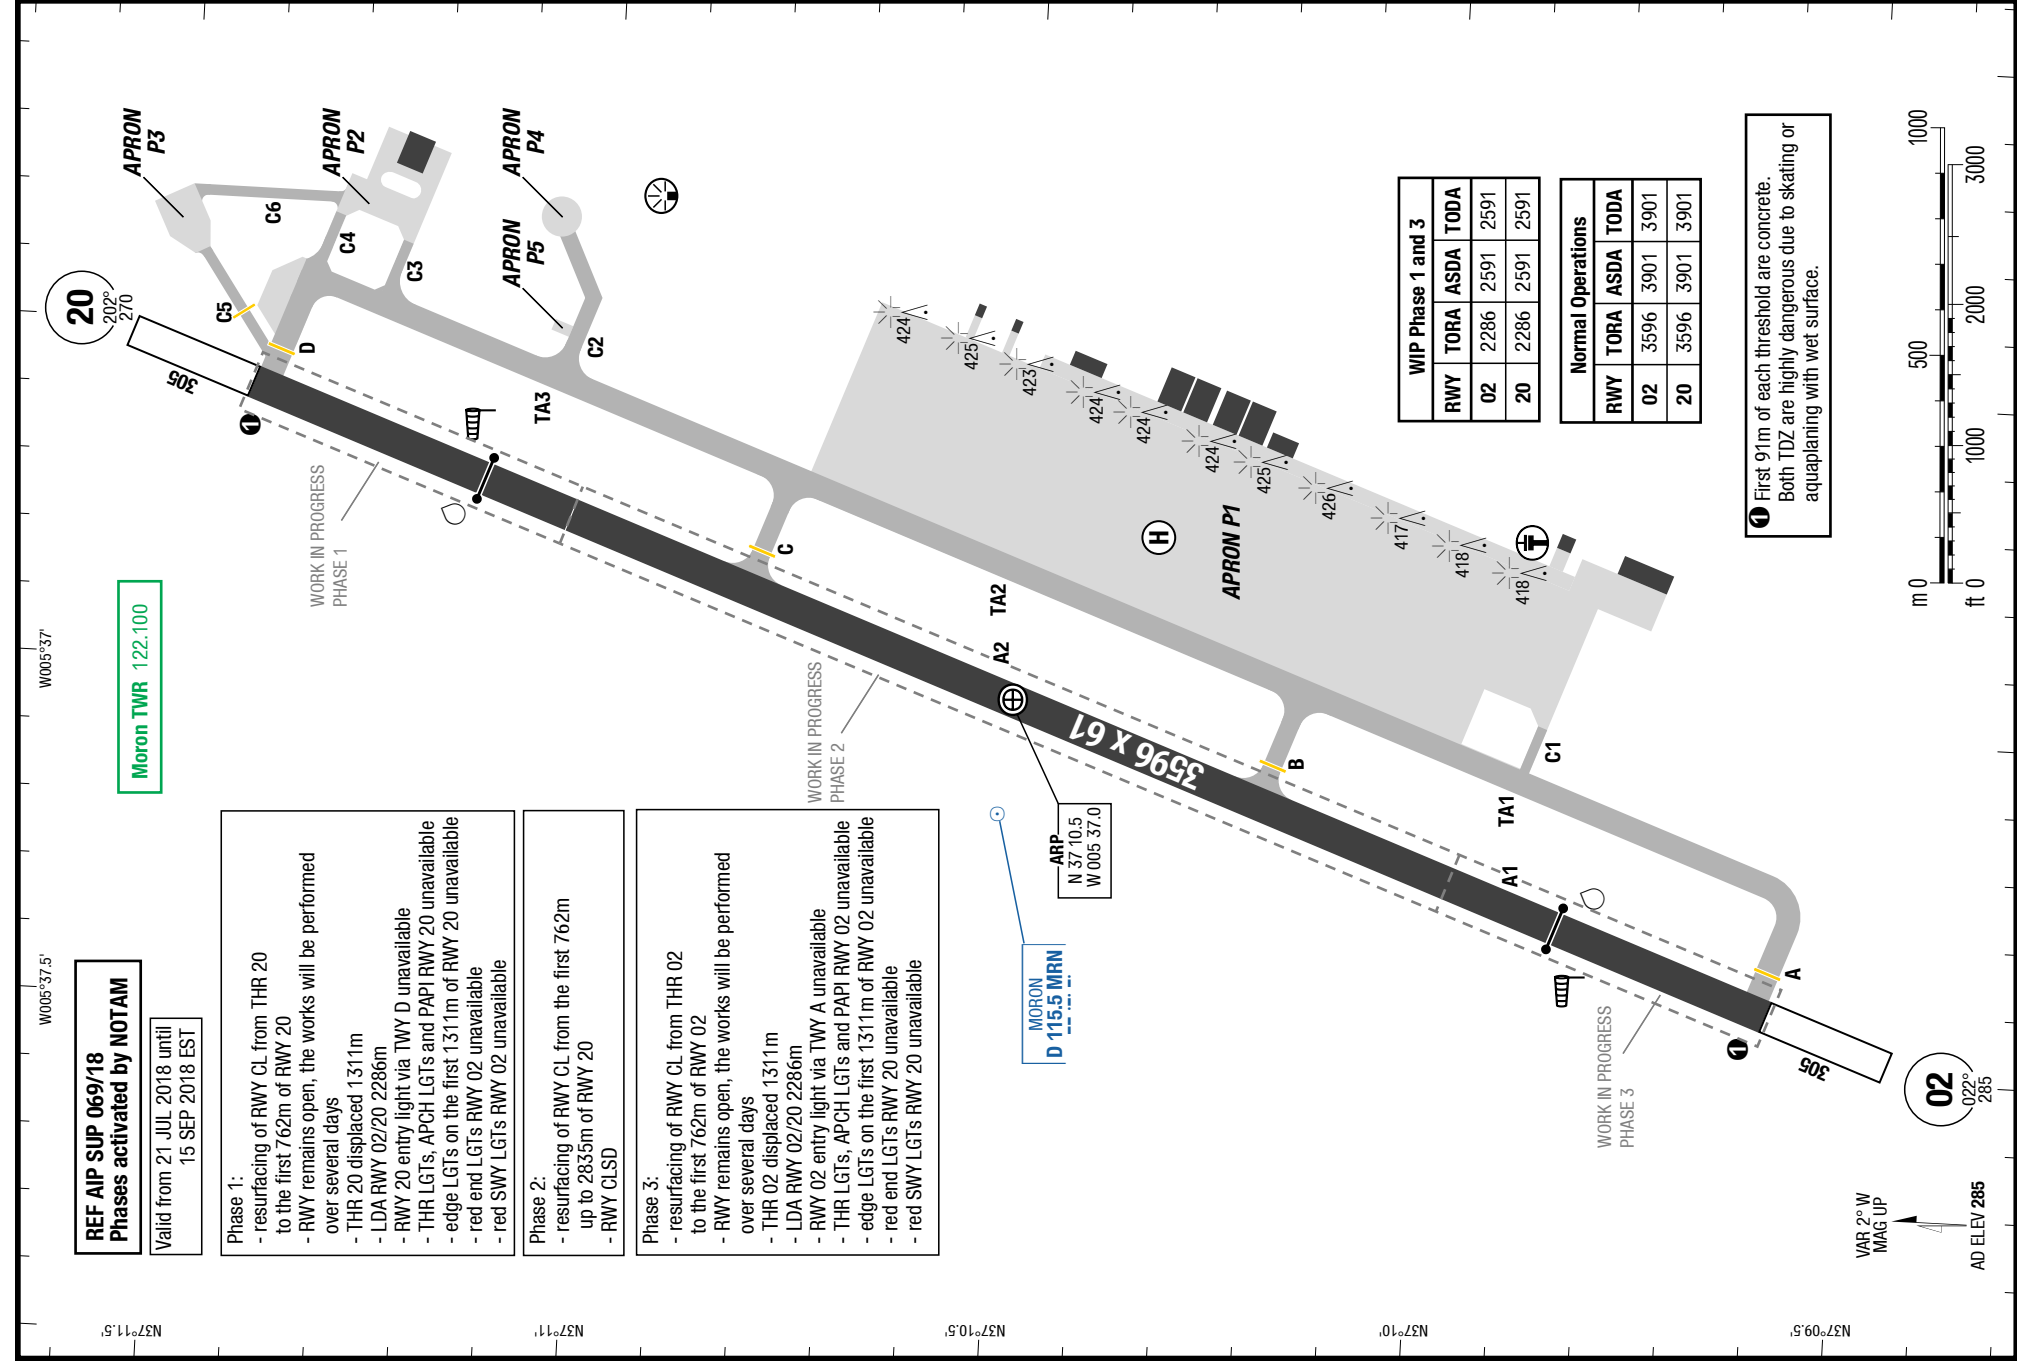 REF AIP SUP 069/18
Phases activated by NOTAM
Valid from 21 JUL 2018 until
15 SEP 2018 EST
Phase 1:
- resurfacing of RWY CL from THR 20
to the first 762m of RWY 20
- RWY remains open, the works will be performed
over several days
- THR 20 displaced 1311m
- LDA RWY 02/20 2286m
- RWY 20 entry light via TWY D unavailable
- THR LGTs, APCH LGTs and PAPI RWY 20 unavailable
- edge LGTs on the first 1311m of RWY 20 unavailable
- red end LGTs RWY 02 unavailable
- red SWY LGTs RWY 02 unavailable
Phase 2:
- resurfacing of RWY CL from the first 762m
up to 2835m of RWY 20
- RWY CLSD
Phase 3:
- resurfacing of RWY CL from THR 02
to the first 762m of RWY 02
- RWY remains open, the works will be performed
over several days
- THR 02 displaced 1311m
- LDA RWY 02/20 2286m
- RWY 02 entry light via TWY A unavailable
- THR LGTs, APCH LGTs and PAPI RWY 02 unavailable
- edge LGTs on the first 1311m of RWY 02 unavailable
- red end LGTs RWY 20 unavailable
- red SWY LGTs RWY 20 unavailable
Moron TWR 122.100
W005°37.5'
W005°37'
N37°11.5'
N37°11'
N37°10.5'
N37°10'
N37°09.5'
20
202°
270
305
1
WORK IN PROGRESS
PHASE 1
WORK IN PROGRESS
PHASE 2
WORK IN PROGRESS
PHASE 3
APRON
P3
APRON
P2
APRON
P4
APRON
P5
C6
C5
C4
C3
C2
D
TA3
C
TA2
A2
B
TA1
A1
C1
A
H
APRON P1
424
425
423
424
424
424
425
426
417
418
418
T
3596 x 61
ARP
N 37 10.5
W 005 37.0
MORON
D 115.5 MRN
1
305
02
022°
285
WIP Phase 1 and 3
RWY TORA ASDA TODA
02 2286 2591 2591
20 2286 2591 2591
Normal Operations
RWY TORA ASDA TODA
02 3596 3901 3901
20 3596 3901 3901
1 First 91m of each threshold are concrete.
Both TDZ are highly dangerous due to skating or
aquaplaning with wet surface.
m 0 500 1000
ft 0 1000 2000 3000
VAR 2° W
MAG UP
AD ELEV 285